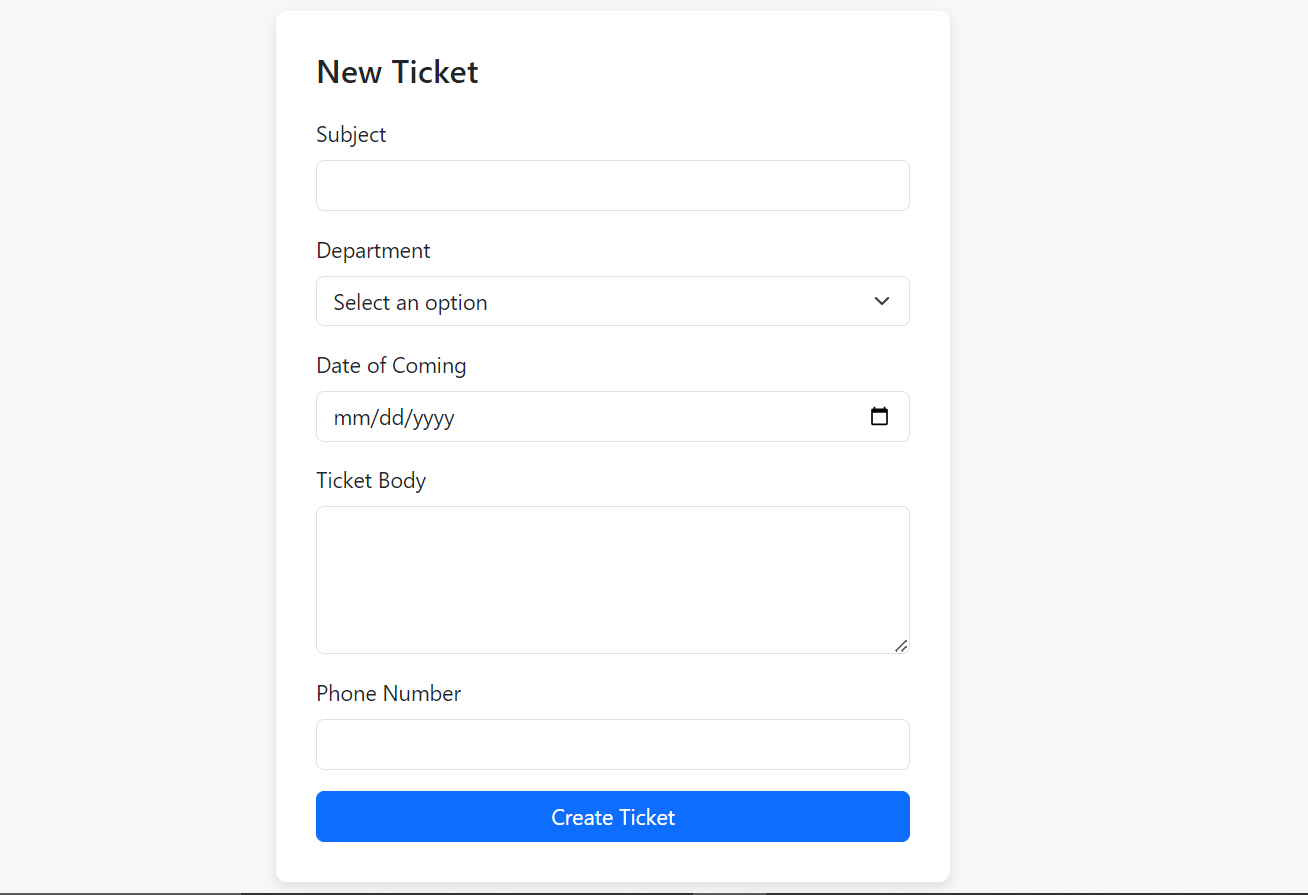 New Ticket
Subject
Department
Select an option
Date of Coming
mm/dd/yyyy
Ticket Body
Phone Number
Create Ticket